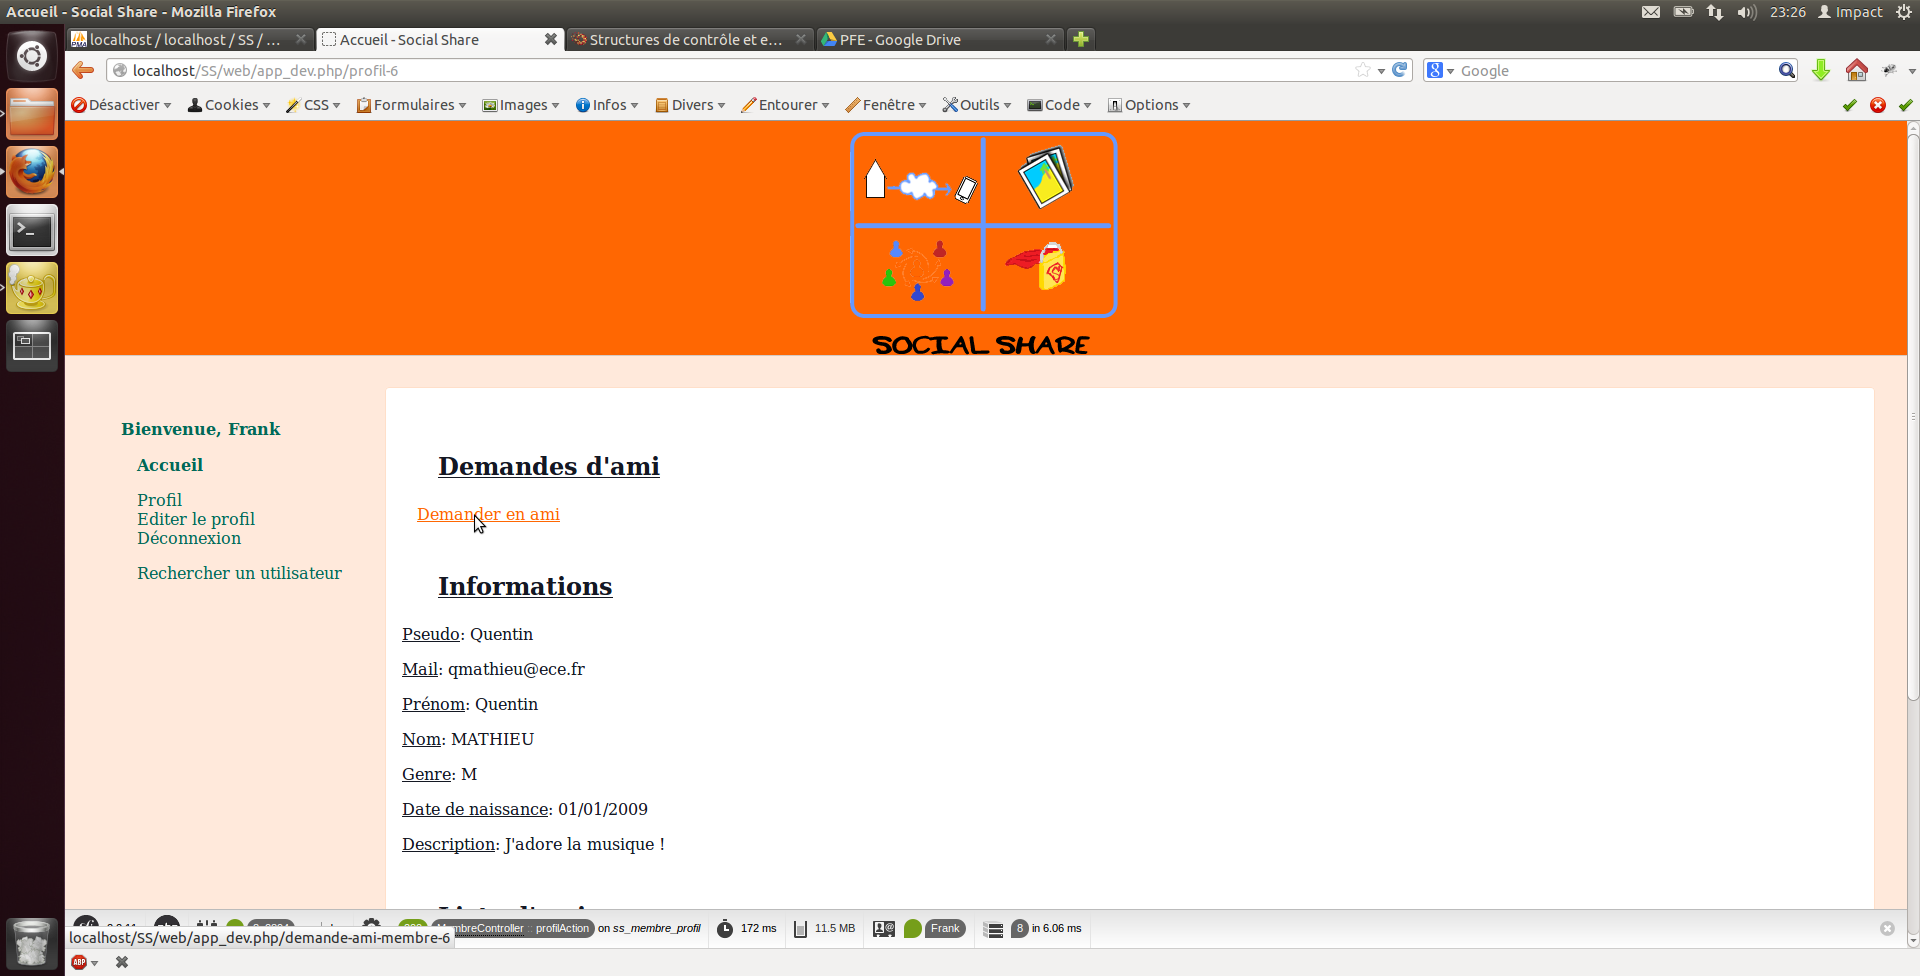 Accueil - Social Share - Mozilla Firefox
23:26 Impact
localhost / localhost / SS / ...
Accueil - Social Share
Structures de contrôle et e...
PFE - Google Drive
localhost/SS/web/app_dev.php/profil-6
Google
Désactiver Cookies CSS Formulaires Images Infos Divers Entourer Fenêtre Outils Code Options
SOCIAL SHARE
Bienvenue, Frank
Accueil
Profil
Editer le profil
Déconnexion
Rechercher un utilisateur
Demandes d'ami
Demander en ami
Informations
Pseudo: Quentin
Mail: qmathieu@ece.fr
Prénom: Quentin
Nom: MATHIEU
Genre: M
Date de naissance: 01/01/2009
Description: J'adore la musique !
MembreController :: profilAction on ss_membre_profil 172 ms 11.5 MB Frank 8 in 6.06 ms
localhost/SS/web/app_dev.php/demande-ami-membre-6
ABP